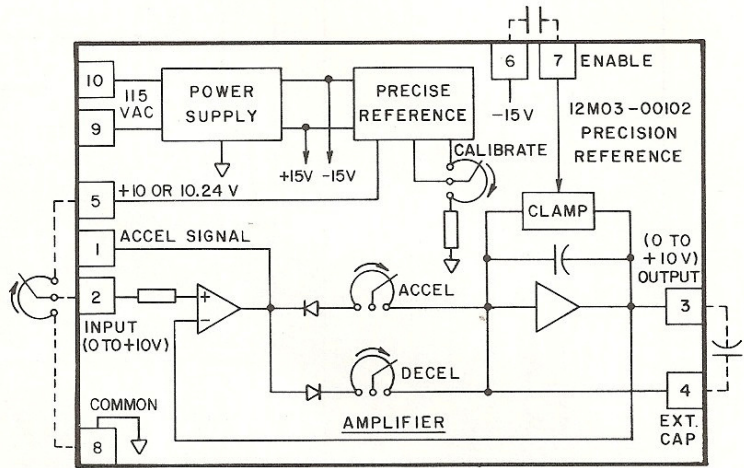 6
7
ENABLE
10
115
VAC
9
POWER
SUPPLY
PRECISE
REFERENCE
-15V
12M03-00102
PRECISION
REFERENCE
+15V -15V
CALIBRATE
5
+10 OR 10.24 V
CLAMP
1
ACCEL SIGNAL
(0 TO
+10V)
OUTPUT
2
INPUT
(0 TO +10V)
+
-
ACCEL
3
DECEL
4
COMMON
8
AMPLIFIER
EXT.
CAP